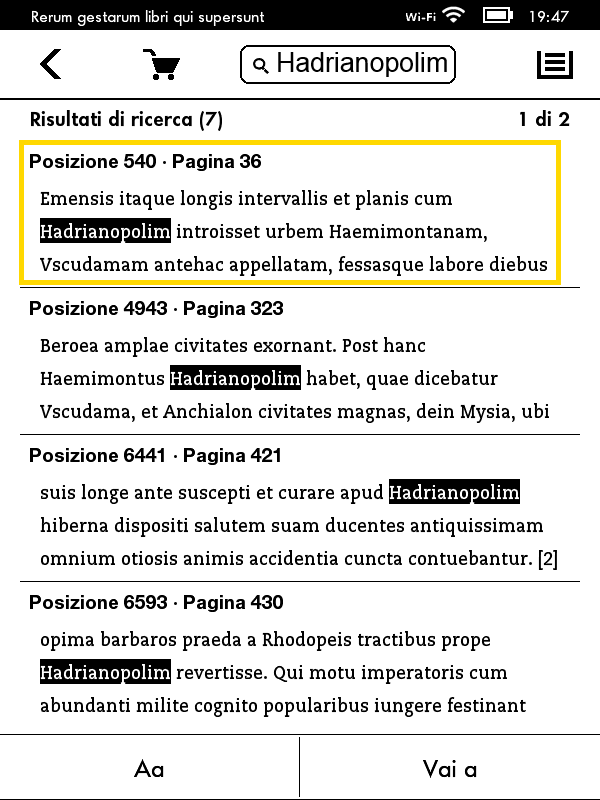 Rerum gestarum libri qui supersunt Wi-Fi 19:47
Hadrianopolim
Risultati di ricerca (7) 1 di 2
Posizione 540 · Pagina 36
Emensis itaque longis intervallis et planis cum
Hadrianopolim introisset urbem Haemimontanam,
Vscudamam antehac appellatam, fessasque labore diebus
Posizione 4943 · Pagina 323
Beroea amplae civitates exornant. Post hanc
Haemimontus Hadrianopolim habet, quae dicebatur
Vscudama, et Anchialon civitates magnas, dein Mysia, ubi
Posizione 6441 · Pagina 421
suis longe ante suscepti et curare apud Hadrianopolim
hiberna dispositi salutem suam ducentes antiquissimam
omnium otiosis animis accidentia cuncta contuebantur. [2]
Posizione 6593 · Pagina 430
opima barbaros praeda a Rhodopeis tractibus prope
Hadrianopolim revertisse. Qui motu imperatoris cum
abundanti milite cognito popularibus iungere festinant
Aa Vai a